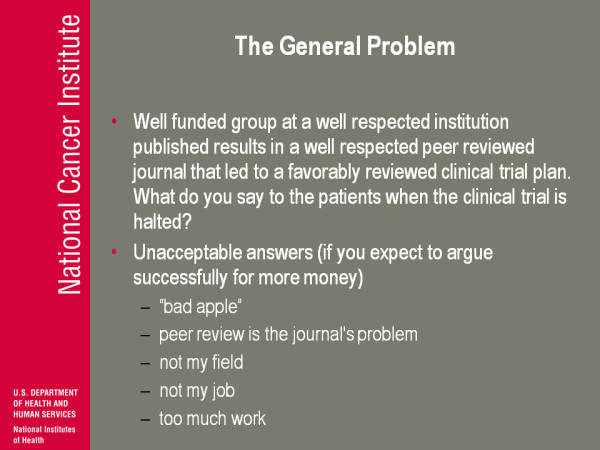 National Cancer Institute
The General Problem
• Well funded group at a well respected institution
published results in a well respected peer reviewed
journal that led to a favorably reviewed clinical trial plan.
What do you say to the patients when the clinical trial is
halted?
• Unacceptable answers (if you expect to argue
successfully for more money)
– "bad apple"
– peer review is the journal's problem
– not my field
– not my job
– too much work
U.S. DEPARTMENT
OF HEALTH AND
HUMAN SERVICES
National Institutes
of Health